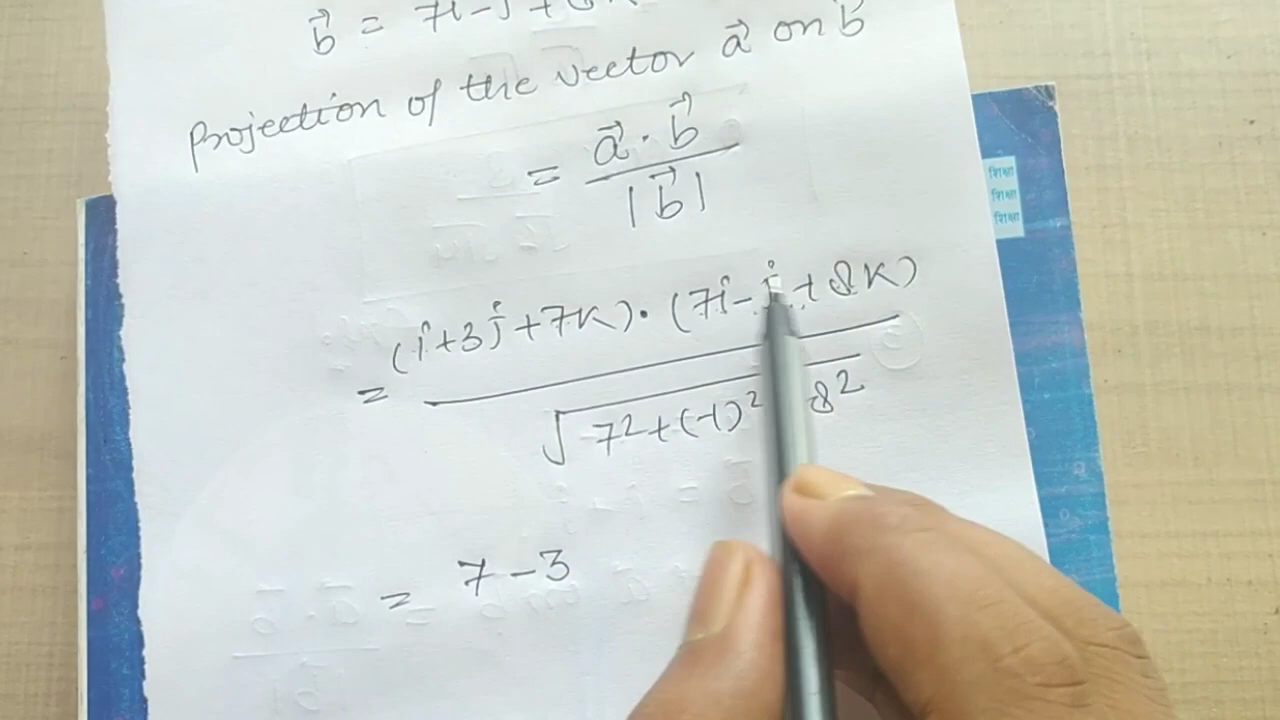 b⃗ = 7i - j + 8k
Projection of the vector a⃗ on b⃗
= a⃗ · b⃗
|b⃗|
= (i+3j+7k)·(7i-j+8k)
√7²+(-1)² 8²
= 7-3
शिक्षा
शिक्षा
शिक्षा